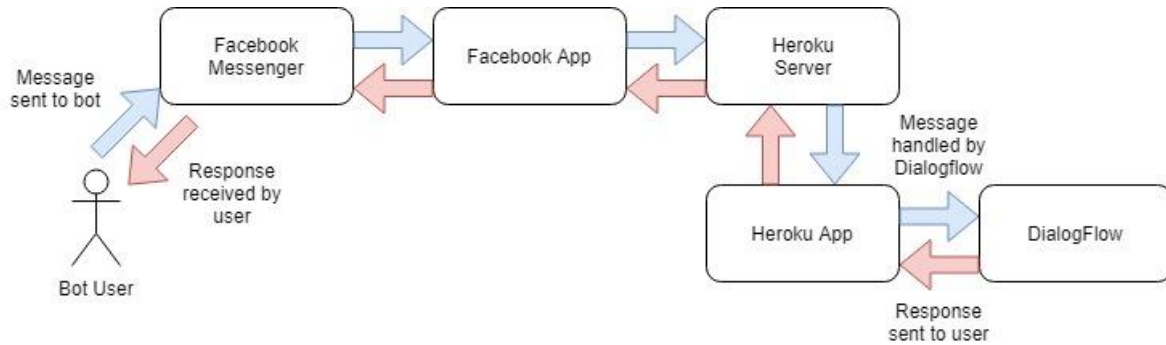 Facebook
Messenger
Facebook App
Heroku
Server
Message
sent to bot
Response
received by
user
Bot User
Message
handled by
Dialogflow
Heroku App
DialogFlow
Response
sent to user